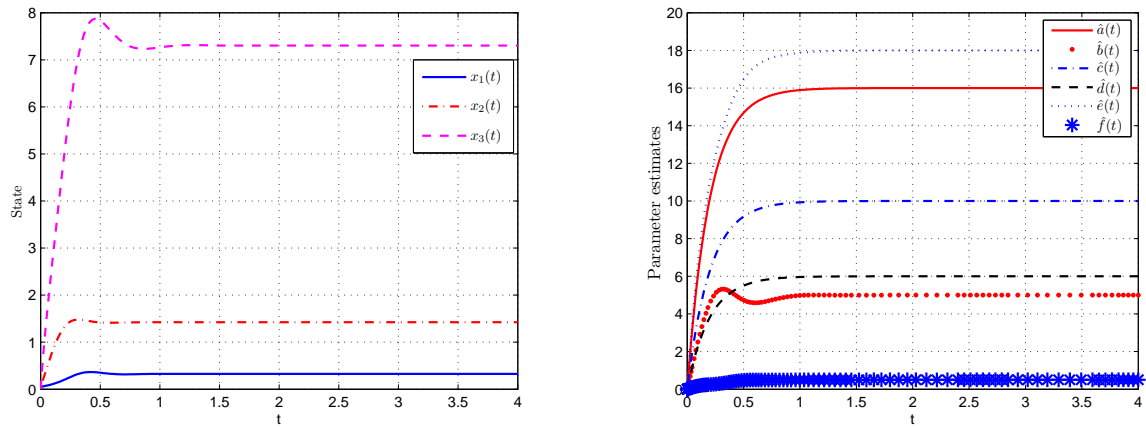 8
7
6
5
4
3
2
1
0
State
0
0.5
1
1.5
2
2.5
3
3.5
4
t
x₁(t)
x₂(t)
x₃(t)
20
18
16
14
12
10
8
6
4
2
0
Parameter estimates
0
0.5
1
1.5
2
2.5
3
3.5
4
t
â(t)
b̂(t)
ĉ(t)
d̂(t)
ê(t)
f̂(t)